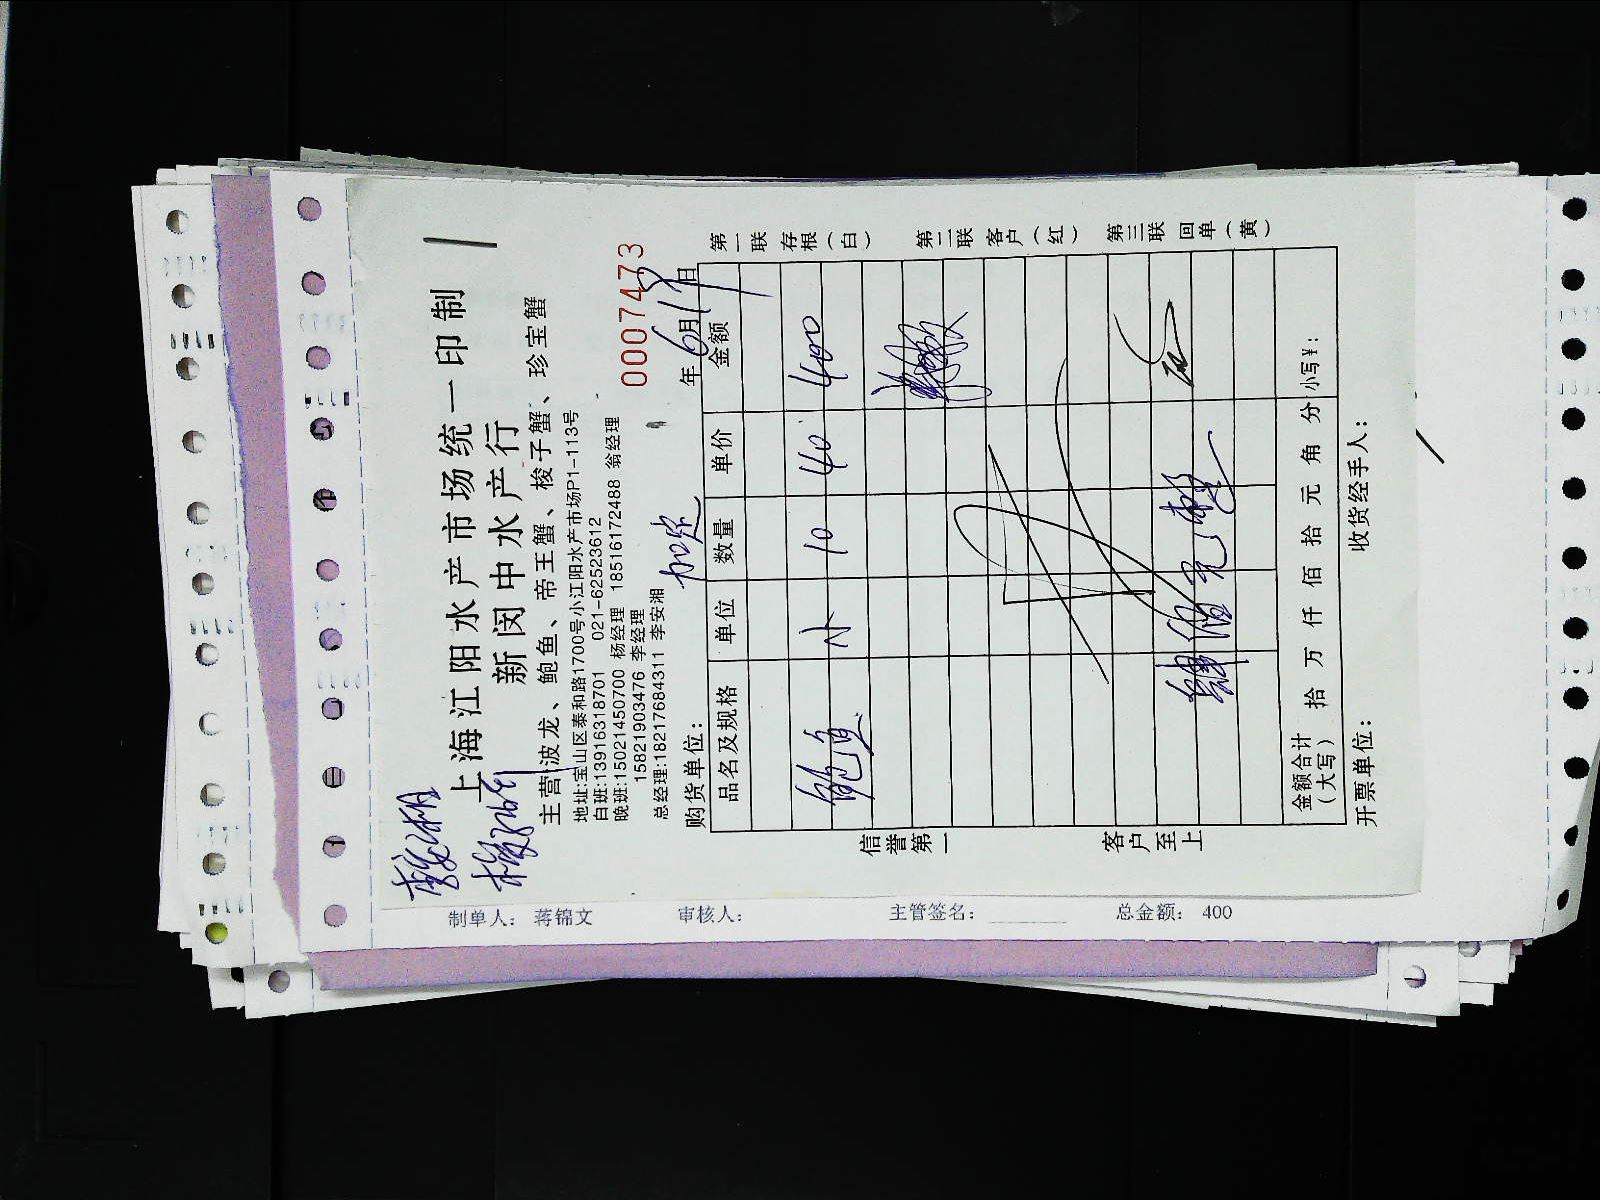 上海江阳水产市场统一印制
新闵中水产行
主营:波龙、鲍鱼、帝王蟹、梭子蟹、珍宝蟹
地址:宝山区泰和路1700号小江阳水产市场P1-113号
白班:13916318701 021-62523612
晚班:15021450700 杨经理 18516172488 翁经理
15821903476 李经理
总经理:18217684311 李安湘
0007473
购货单位:
年 6月17日
品名及规格 单位 数量 单价 金额
10 40 400
金额合计(大写) 拾 万 仟 佰 拾 元 角 分 小写¥:
开票单位: 收货经手人:
信誉第一 客户至上
第一联 存根(白) 第二联 客户(红) 第三联 回单(黄)
制单人: 蒋锦文 审核人: 主管签名: 总金额: 400